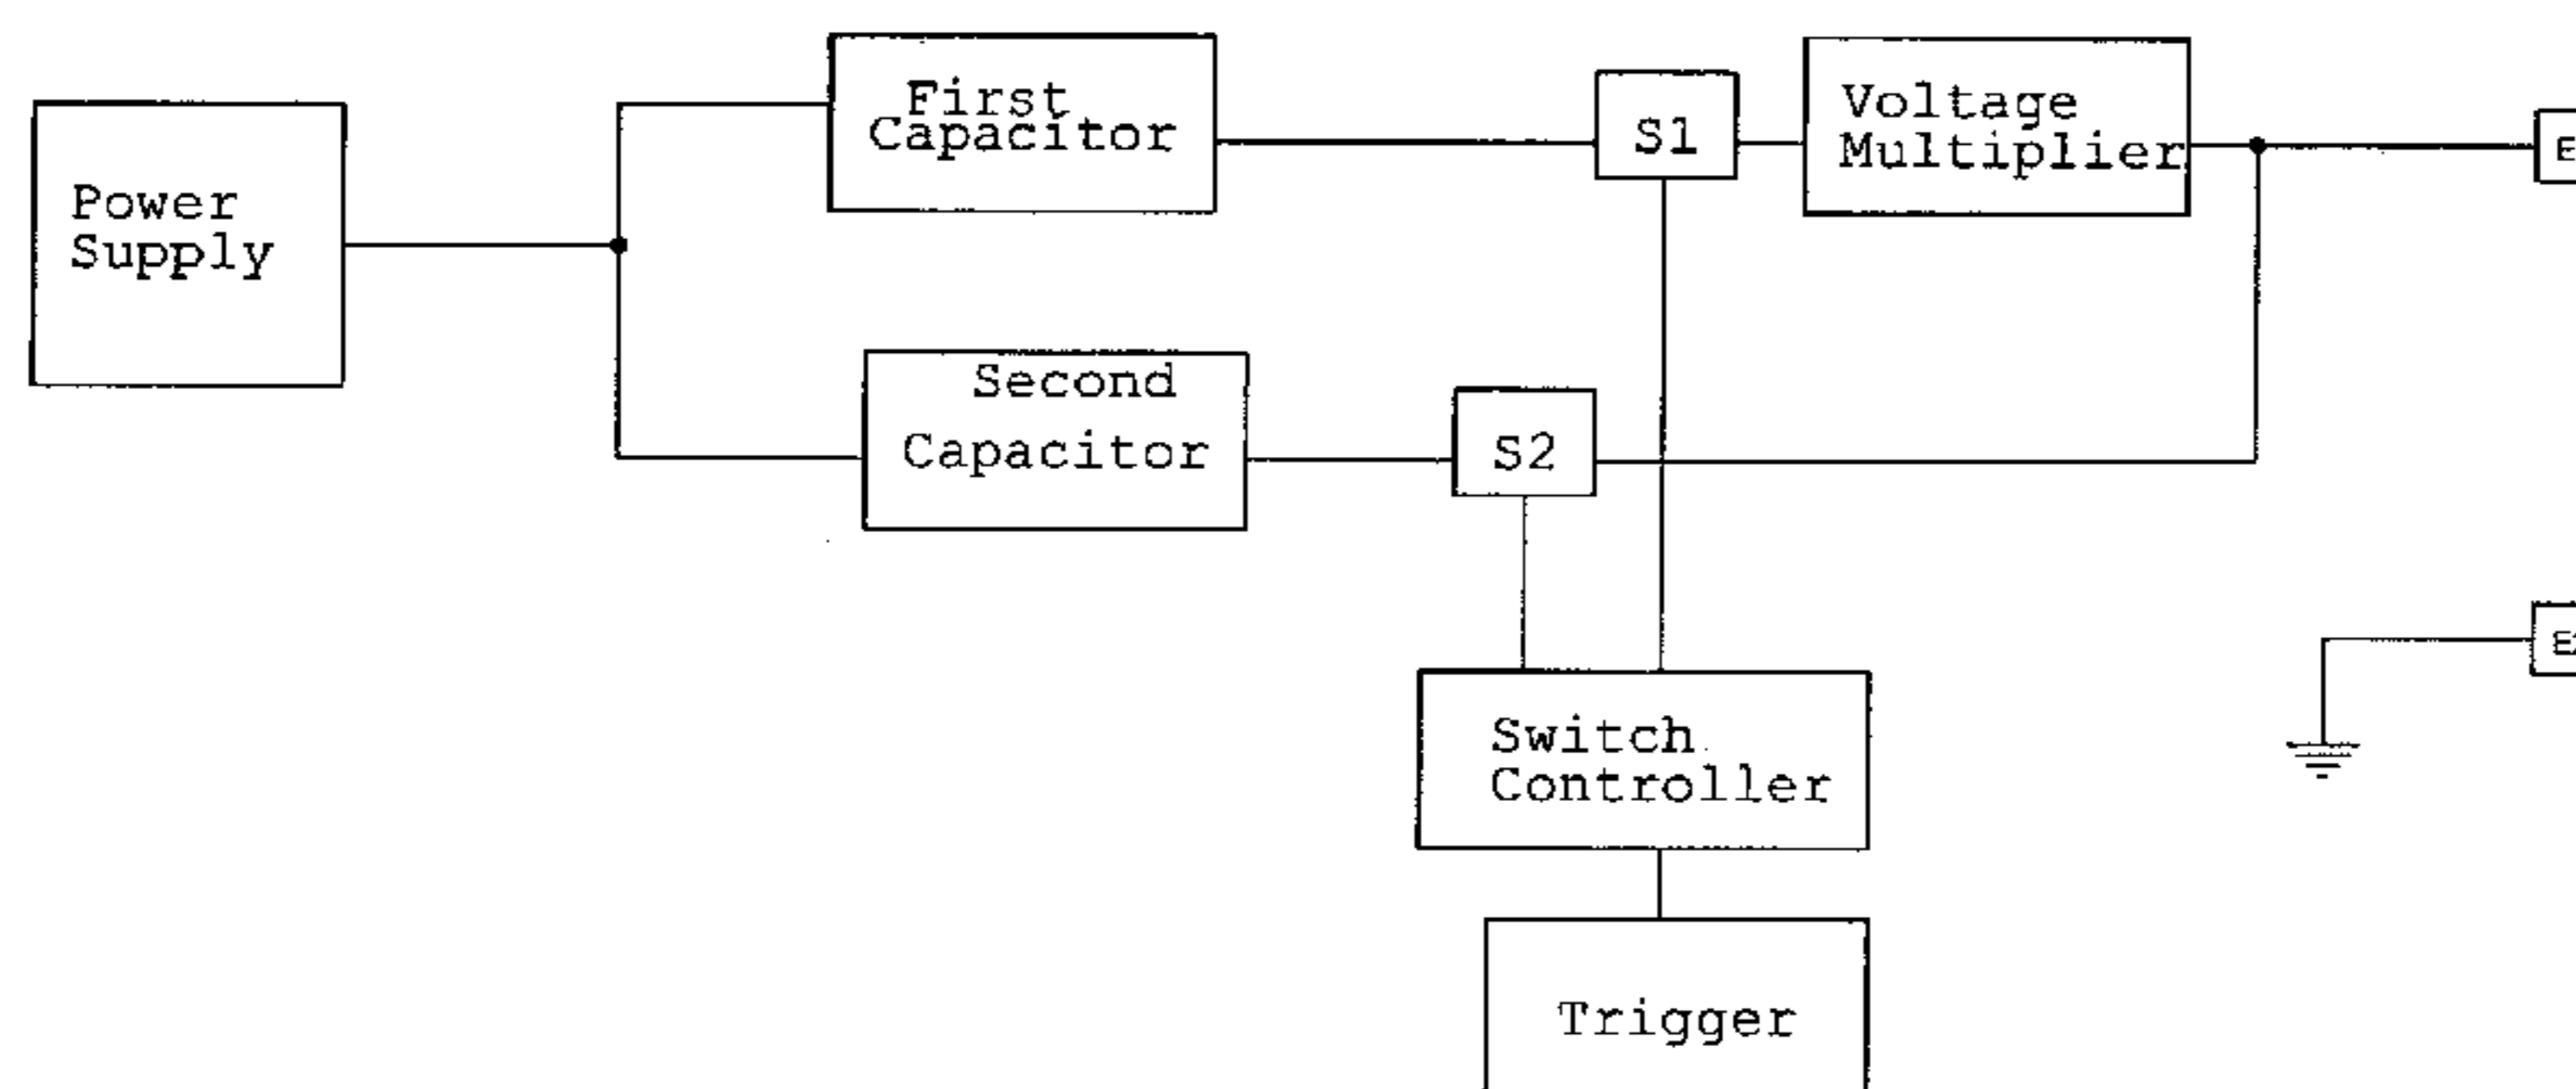 First
Capacitor
S1
Voltage
Multiplier
Power
Supply
Second
Capacitor
S2
Switch
Controller
Trigger